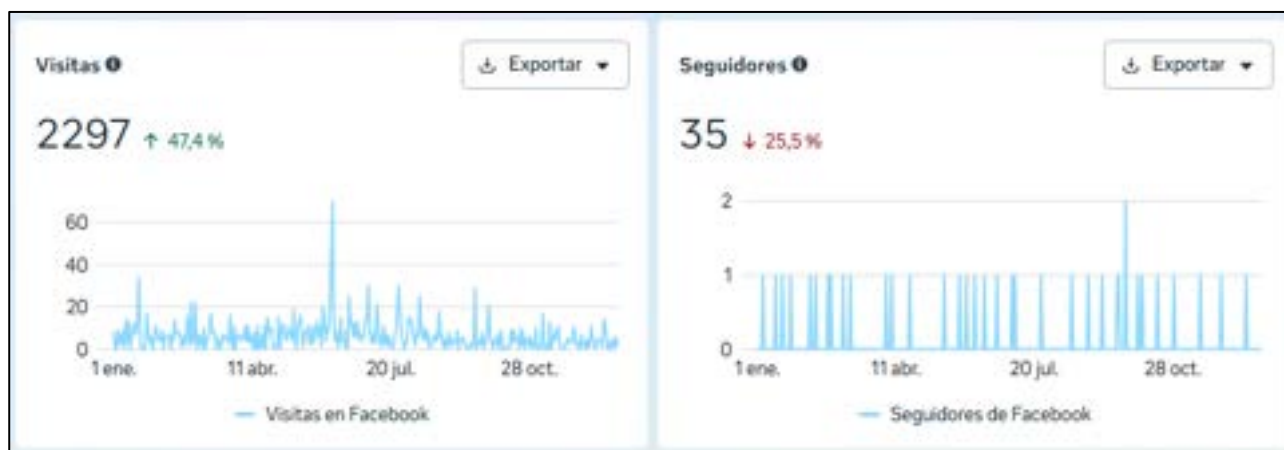 Visitas
Exportar
2297 ↑ 47,4 %
60
40
20
0
1 ene.
11 abr.
20 jul.
28 oct.
Visitas en Facebook
Seguidores
Exportar
35 ↓ 25,5 %
2
1
0
1 ene.
11 abr.
20 jul.
28 oct.
Seguidores de Facebook